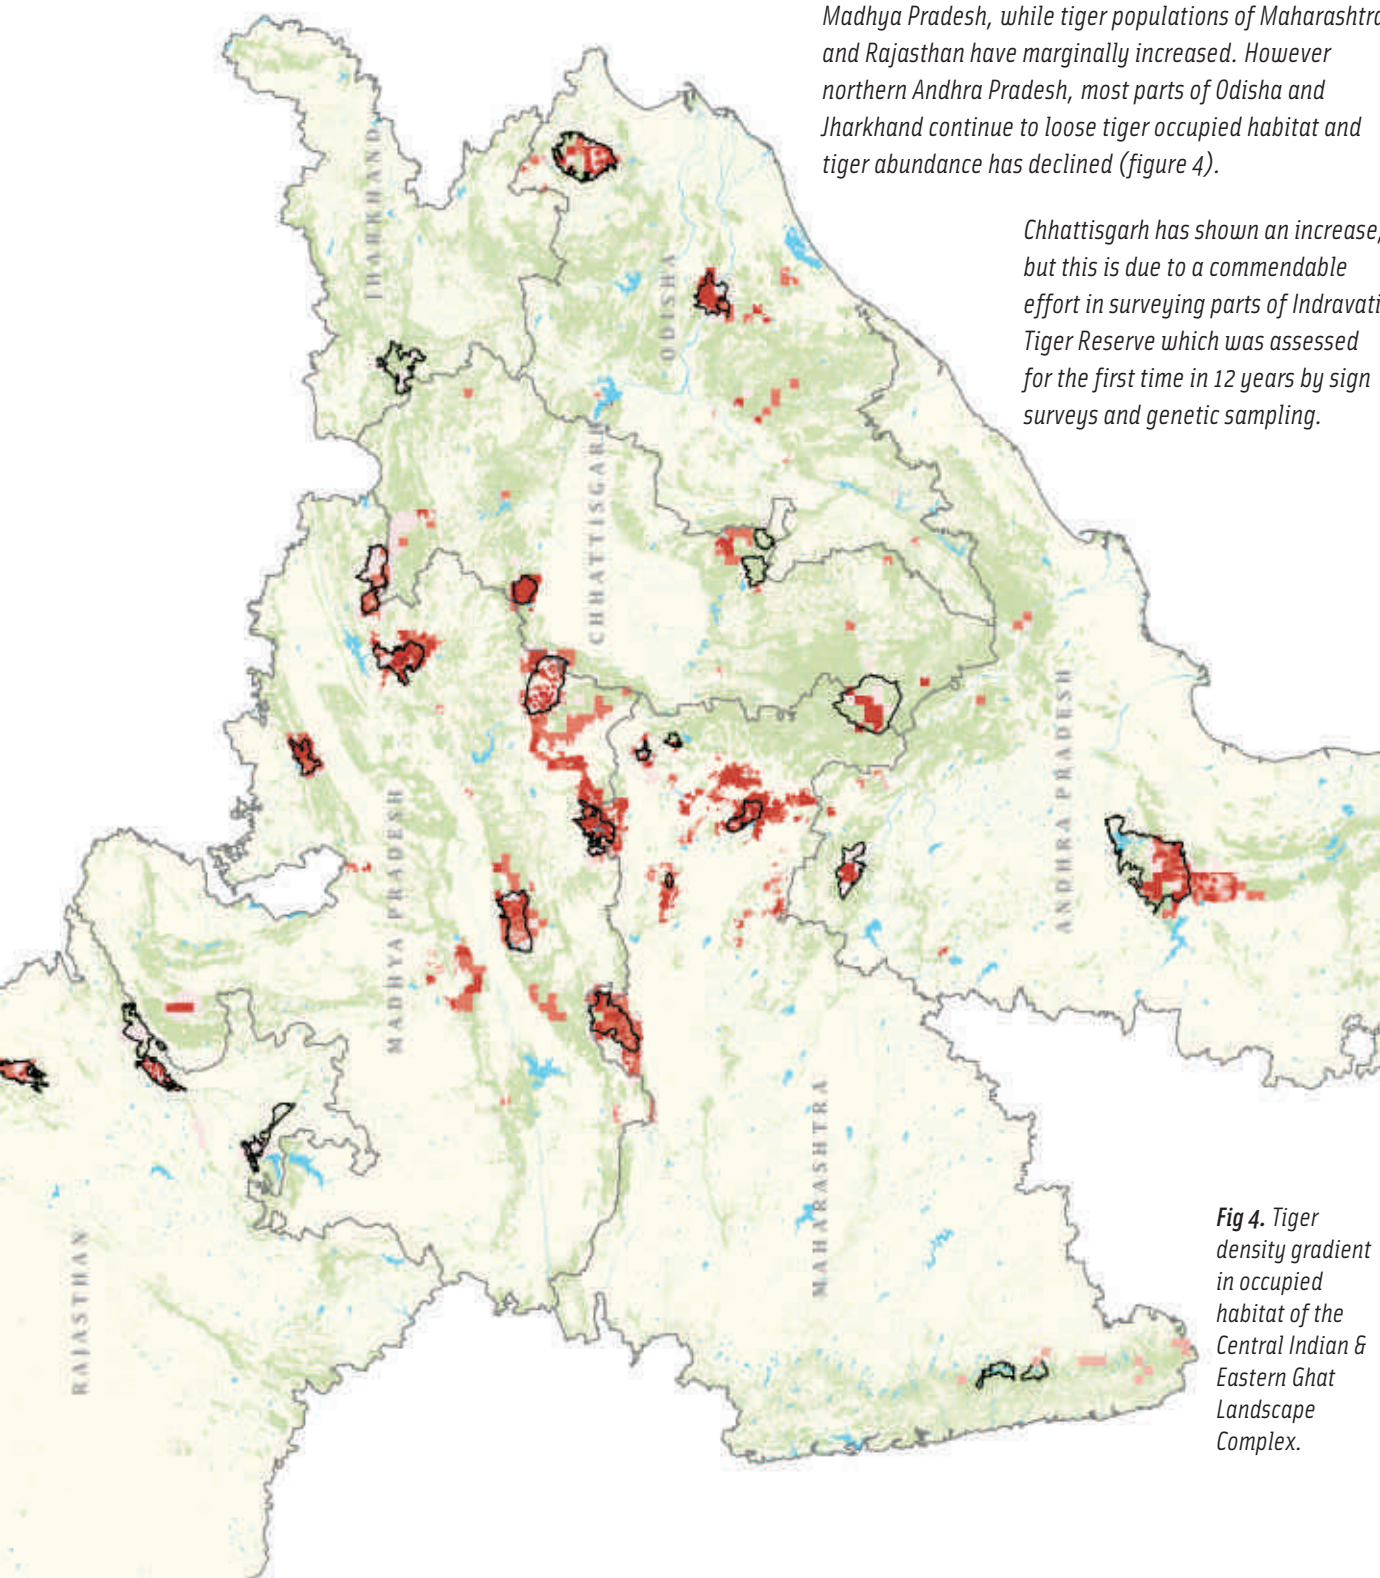 Madhya Pradesh, while tiger populations of Maharashtra
and Rajasthan have marginally increased. However
northern Andhra Pradesh, most parts of Odisha and
Jharkhand continue to loose tiger occupied habitat and
tiger abundance has declined (figure 4).
Chhattisgarh has shown an increase,
but this is due to a commendable
effort in surveying parts of Indravati
Tiger Reserve which was assessed
for the first time in 12 years by sign
surveys and genetic sampling.
JHARKHAND
ODISHA
CHHATTISGARH
ANDHRA PRADESH
MADHYA PRADESH
MAHARASHTRA
RAJASTHAN
Fig 4. Tiger
density gradient
in occupied
habitat of the
Central Indian &
Eastern Ghat
Landscape
Complex.